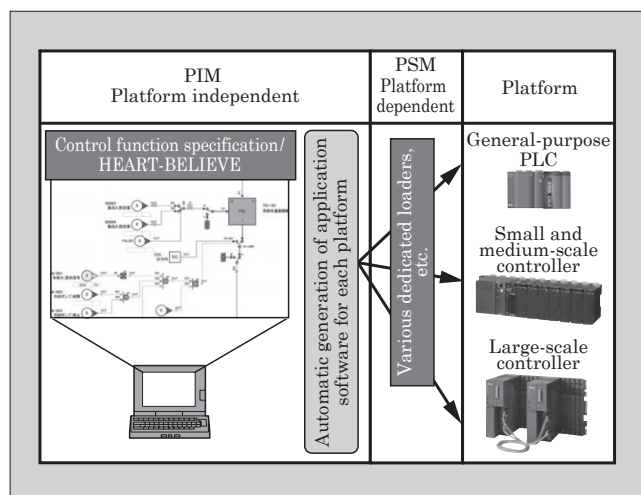 PIM
Platform independent
PSM
Platform
dependent
Platform
Control function specification/
HEART-BELIEVE
Automatic generation of application
software for each platform
Various dedicated loaders,
etc.
General-purpose
PLC
Small and
medium-scale
controller
Large-scale
controller